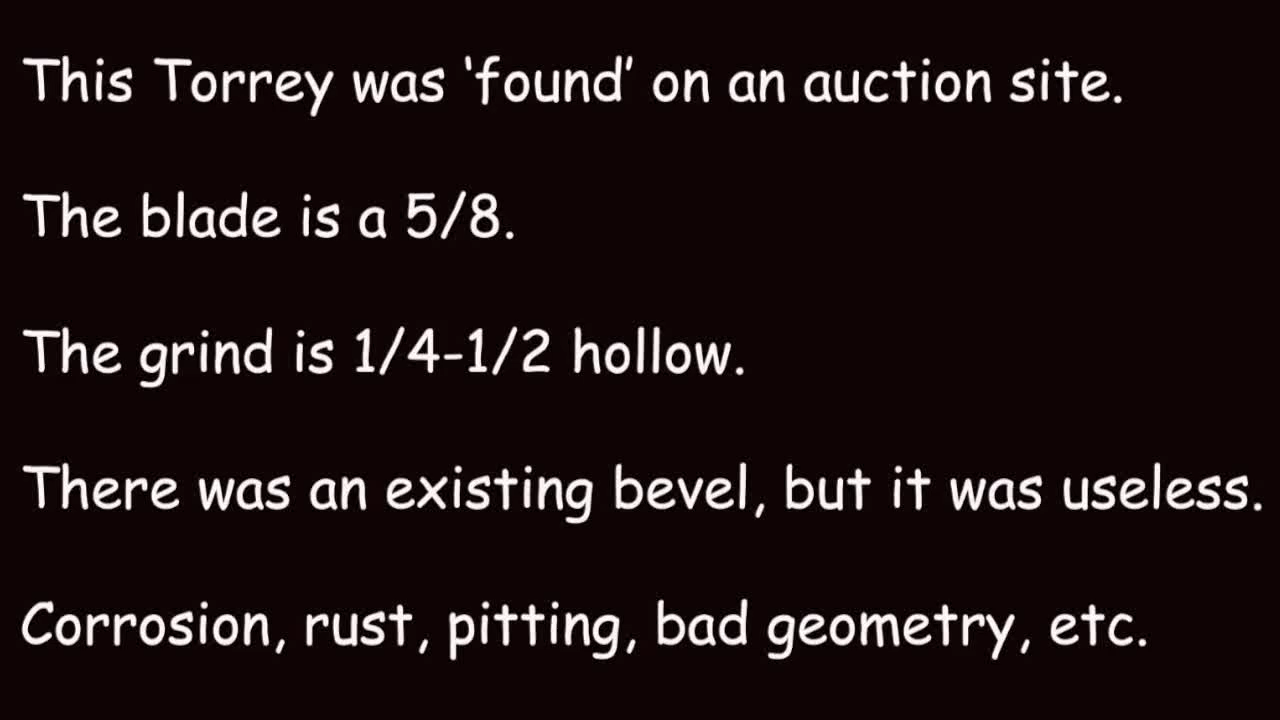 This Torrey was ‘found’ on an auction site.
The blade is a 5/8.
The grind is 1/4-1/2 hollow.
There was an existing bevel, but it was useless.
Corrosion, rust, pitting, bad geometry, etc.